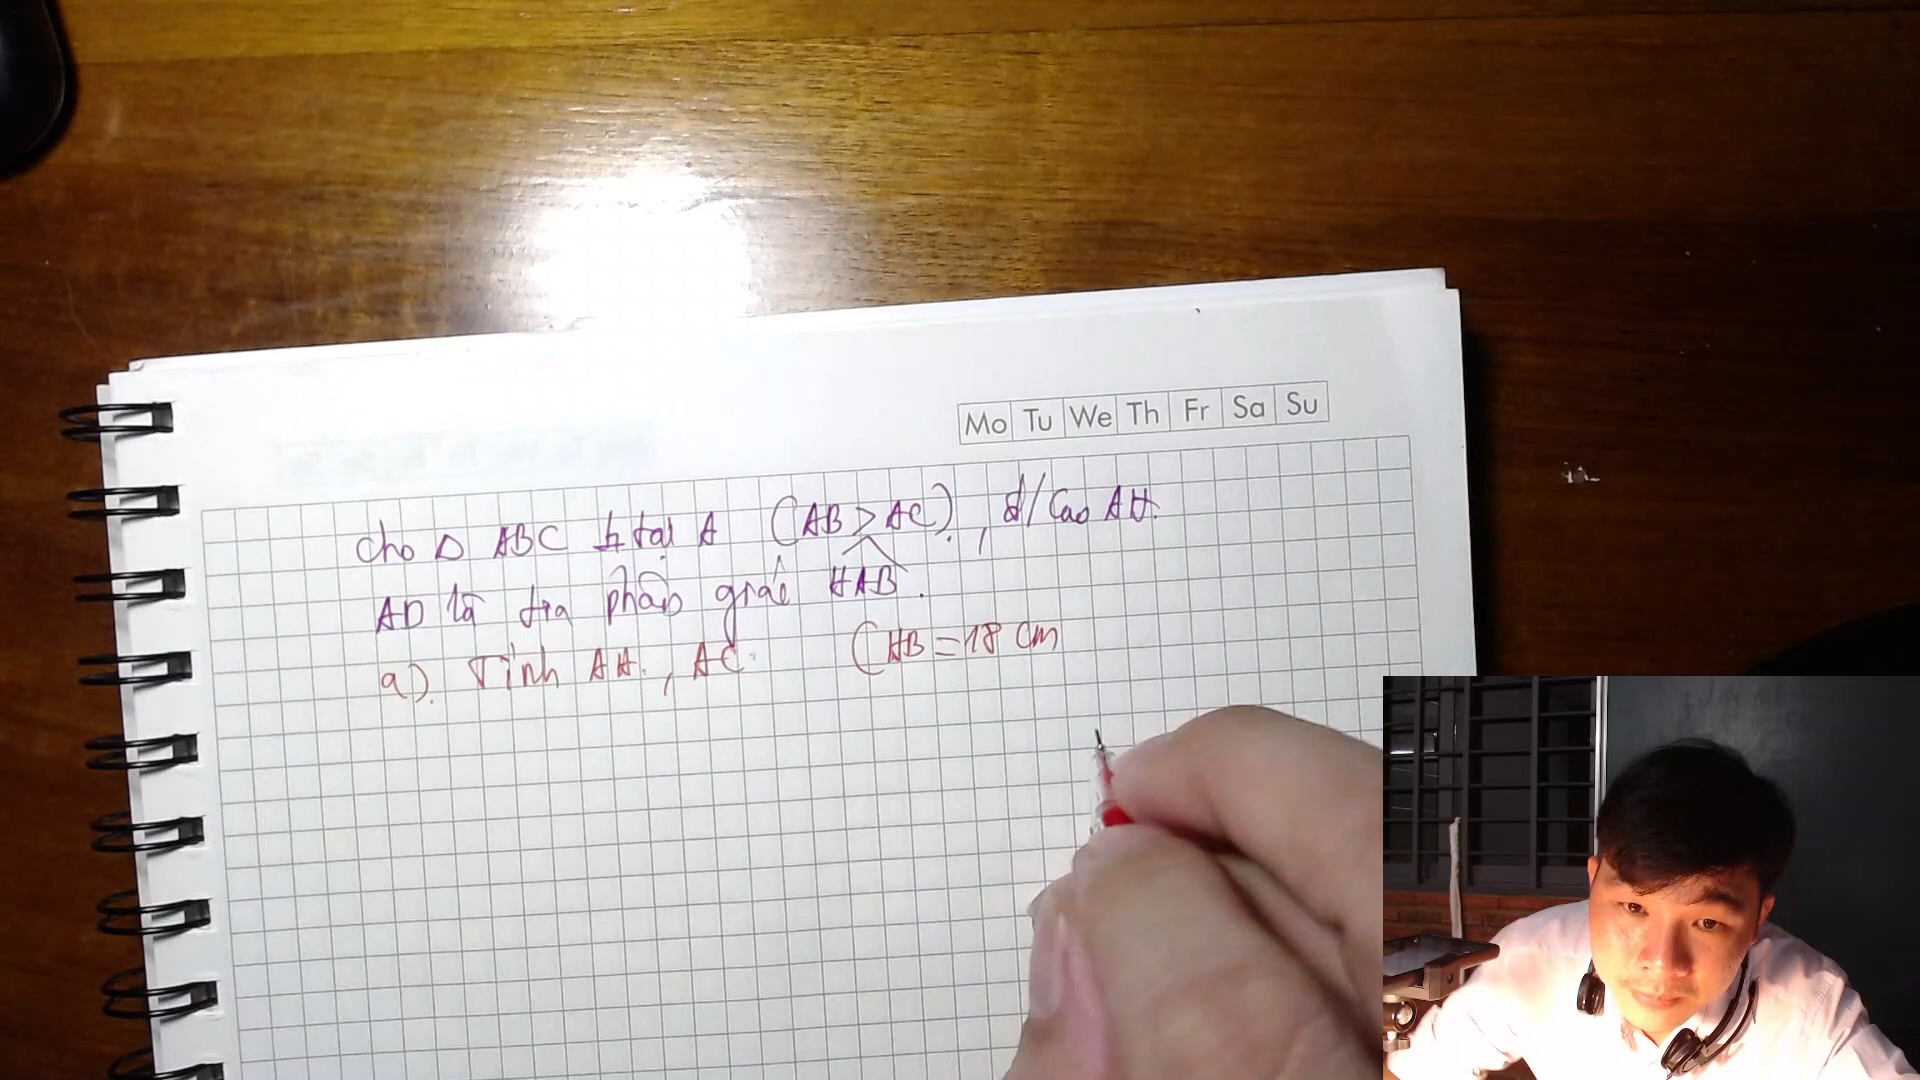 Mo Tu We Th Fr Sa Su
Cho Δ ABC ⊥ tại A (AB > AC), đ/cao AH.
AD là tia phân giác HAB.
a). Tính AH, AC. (HB = 18 cm